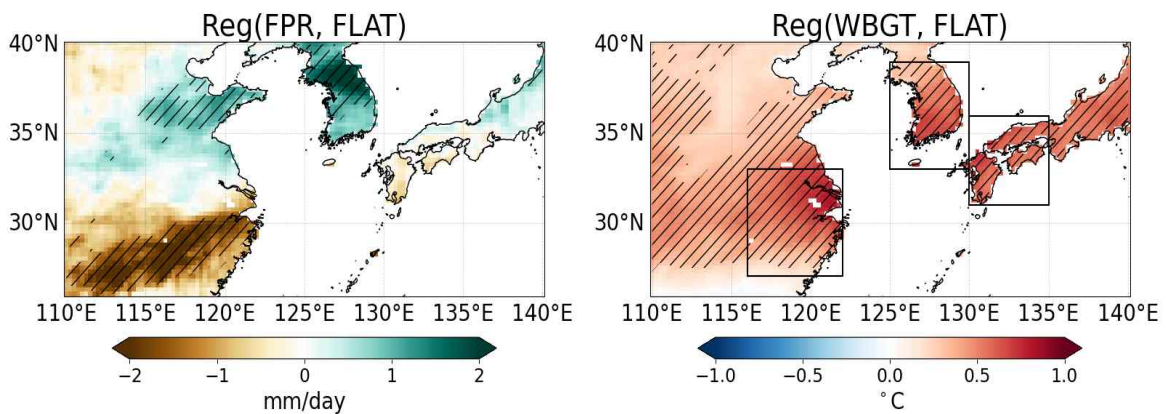 Reg(FPR, FLAT)
40°N
35°N
30°N
110°E 115°E 120°E 125°E 130°E 135°E 140°E
−2 −1 0 1 2
mm/day
Reg(WBGT, FLAT)
40°N
35°N
30°N
110°E 115°E 120°E 125°E 130°E 135°E 140°E
−1.0 −0.5 0.0 0.5 1.0
°C